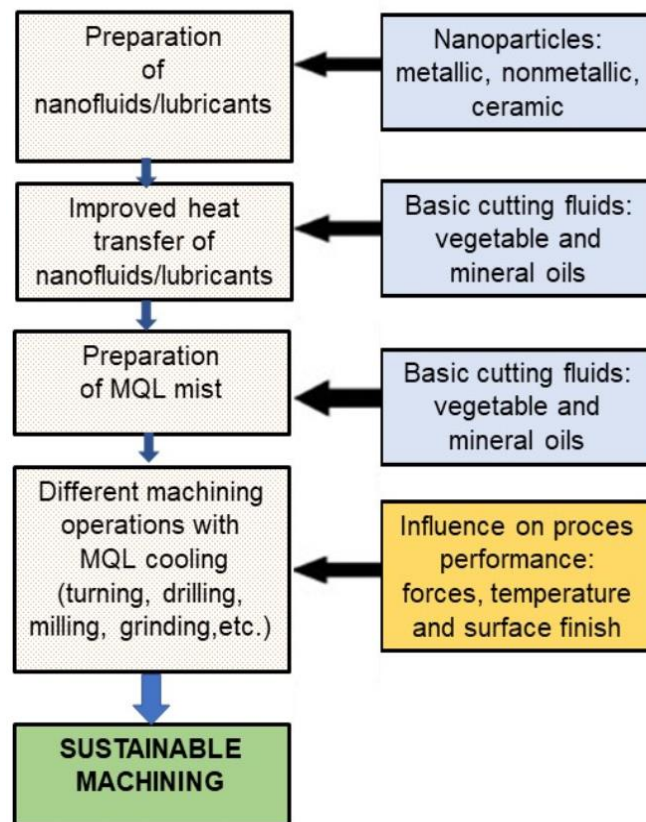 Preparation
of
nanofluids/lubricants
Nanoparticles:
metallic, nonmetallic,
ceramic
Improved heat
transfer of
nanofluids/lubricants
Basic cutting fluids:
vegetable and
mineral oils
Preparation
of MQL mist
Basic cutting fluids:
vegetable and
mineral oils
Different machining
operations with
MQL cooling
(turning, drilling,
milling, grinding,etc.)
Influence on proces
performance:
forces, temperature
and surface finish
SUSTAINABLE
MACHINING